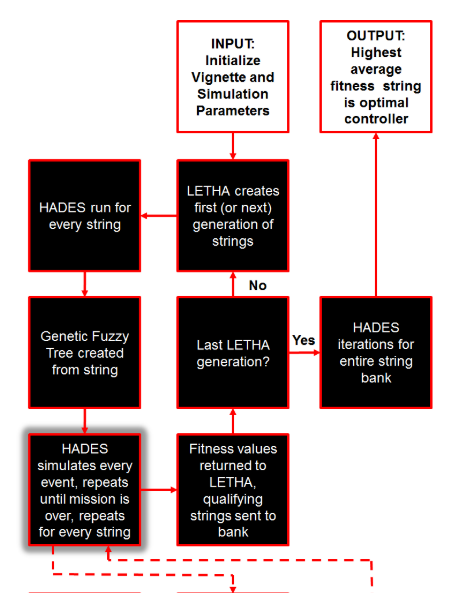 INPUT:
Initialize
Vignette and
Simulation
Parameters
OUTPUT:
Highest
average
fitness string
is optimal
controller
HADES run for
every string
LETHA creates
first (or next)
generation of
strings
No
Genetic Fuzzy
Tree created
from string
Last LETHA
generation?
Yes
HADES
iterations for
entire string
bank
HADES
simulates every
event, repeats
until mission is
over, repeats
for every string
Fitness values
returned to
LETHA,
qualifying
strings sent to
bank